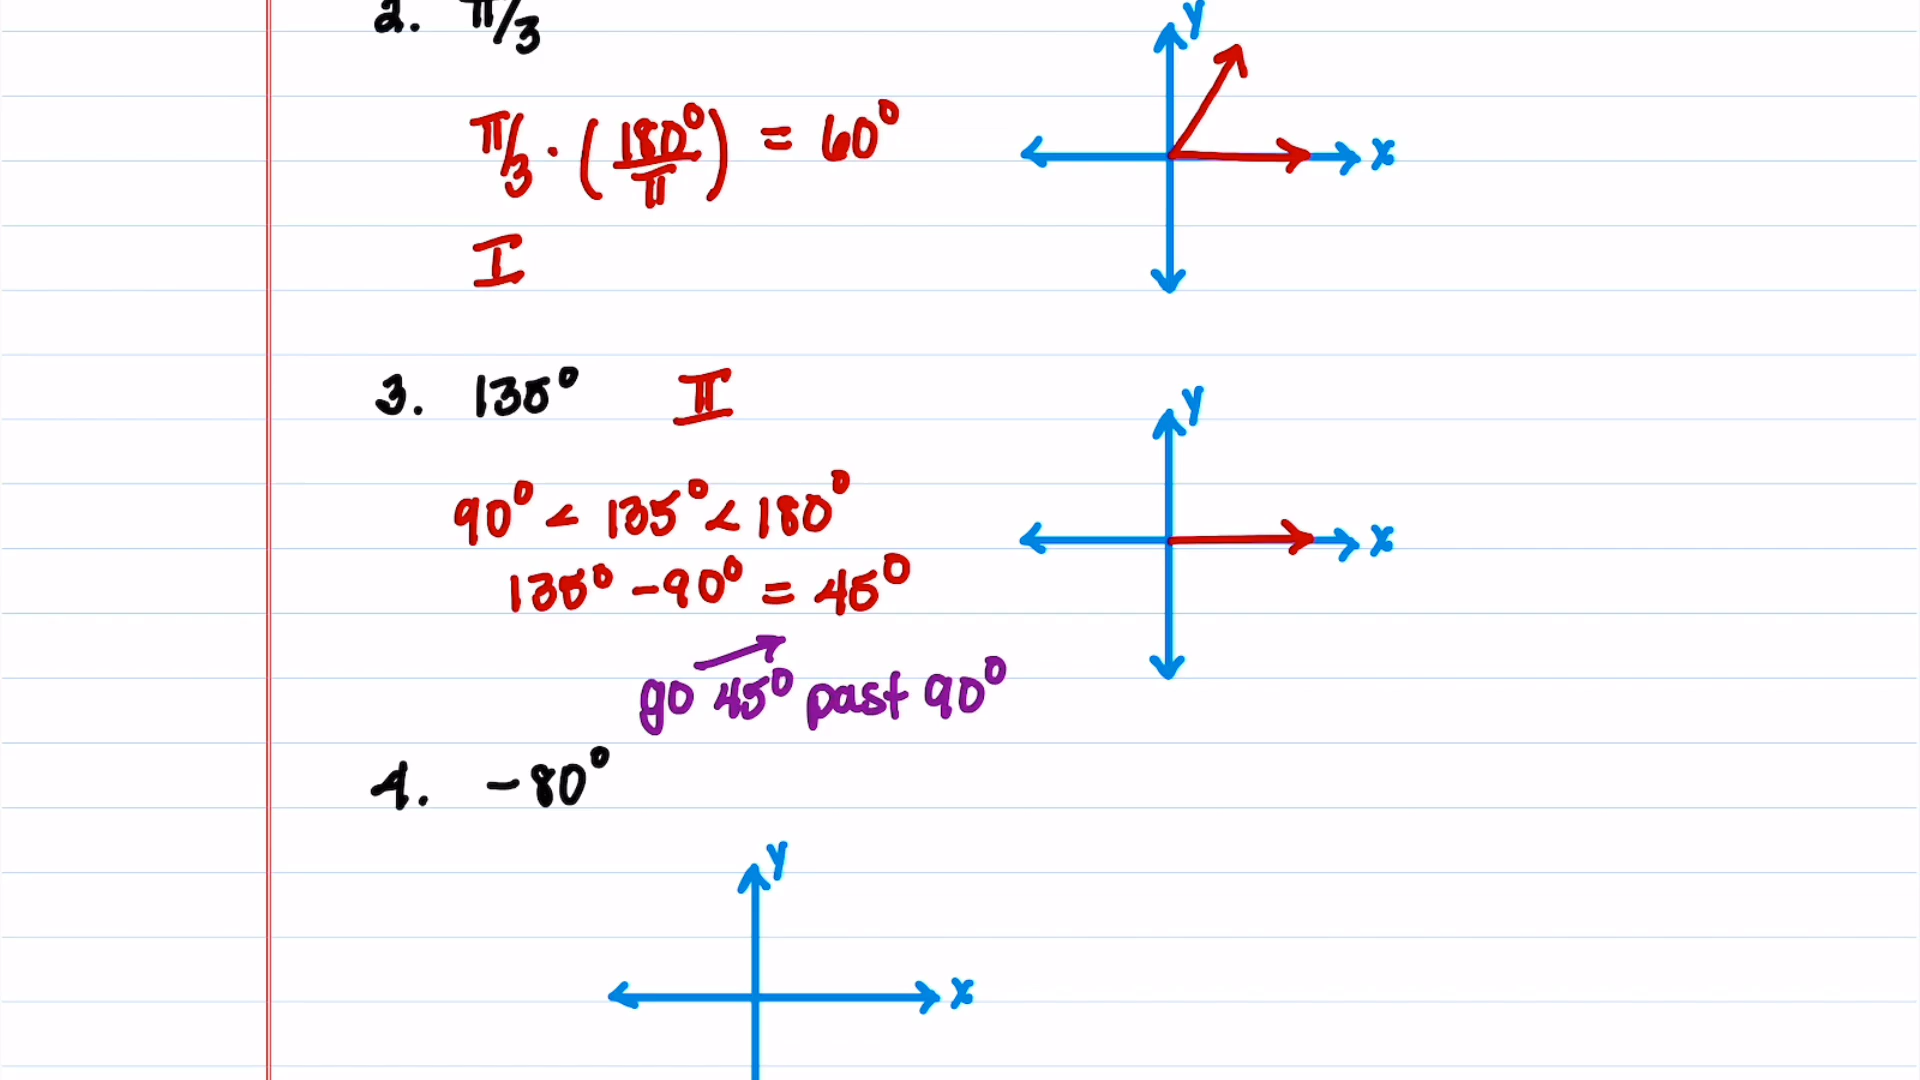 2. π/3
y
π/3 · (180°/π) = 60°
x
I
3. 135° II
y
90° < 135° < 180°
x
135° - 90° = 45°
go 45° past 90°
4. -80°
y
x